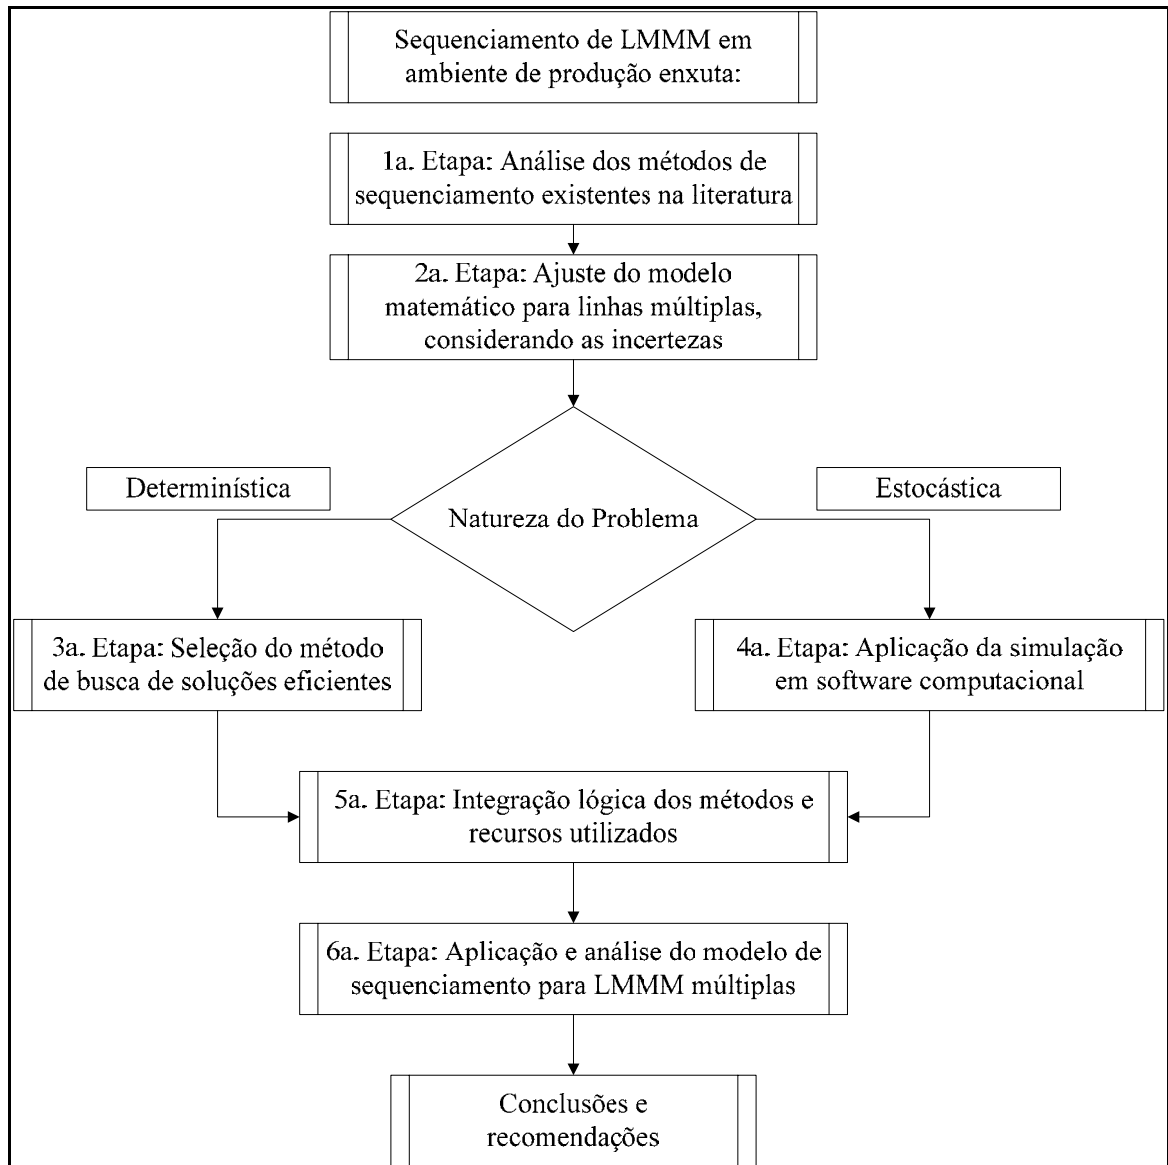 Sequenciamento de LMMM em
ambiente de produção enxuta:
1a. Etapa: Análise dos métodos de
sequenciamento existentes na literatura
2a. Etapa: Ajuste do modelo
matemático para linhas múltiplas,
considerando as incertezas
Determinística
Estocástica
Natureza do Problema
3a. Etapa: Seleção do método
de busca de soluções eficientes
4a. Etapa: Aplicação da simulação
em software computacional
5a. Etapa: Integração lógica dos métodos e
recursos utilizados
6a. Etapa: Aplicação e análise do modelo de
sequenciamento para LMMM múltiplas
Conclusões e
recomendações